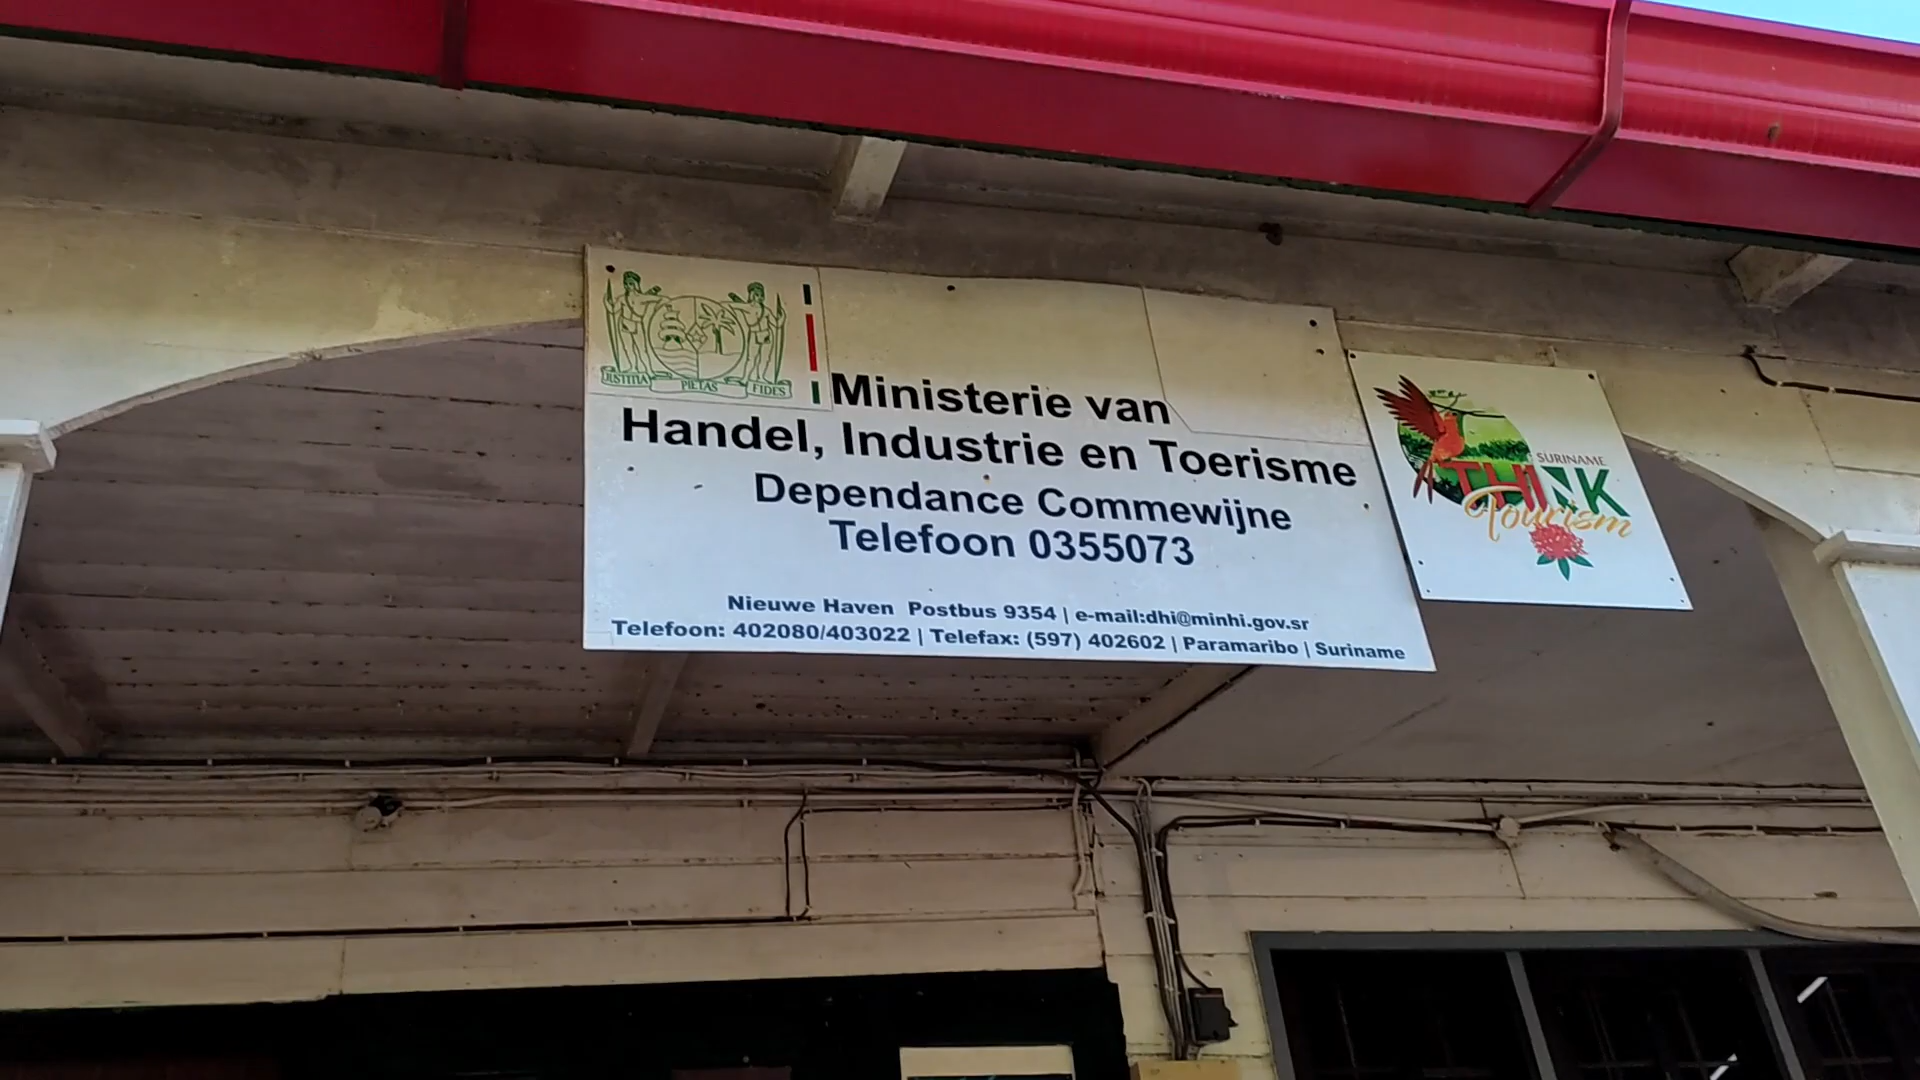 JUSTITIA PIETAS FIDES
Ministerie van
Handel, Industrie en Toerisme
Dependance Commewijne
Telefoon 0355073
Nieuwe Haven Postbus 9354 | e-mail:dhi@minhi.gov.sr
Telefoon: 402080/403022 | Telefax: (597) 402602 | Paramaribo | Suriname
SURINAME
THINK
Tourism